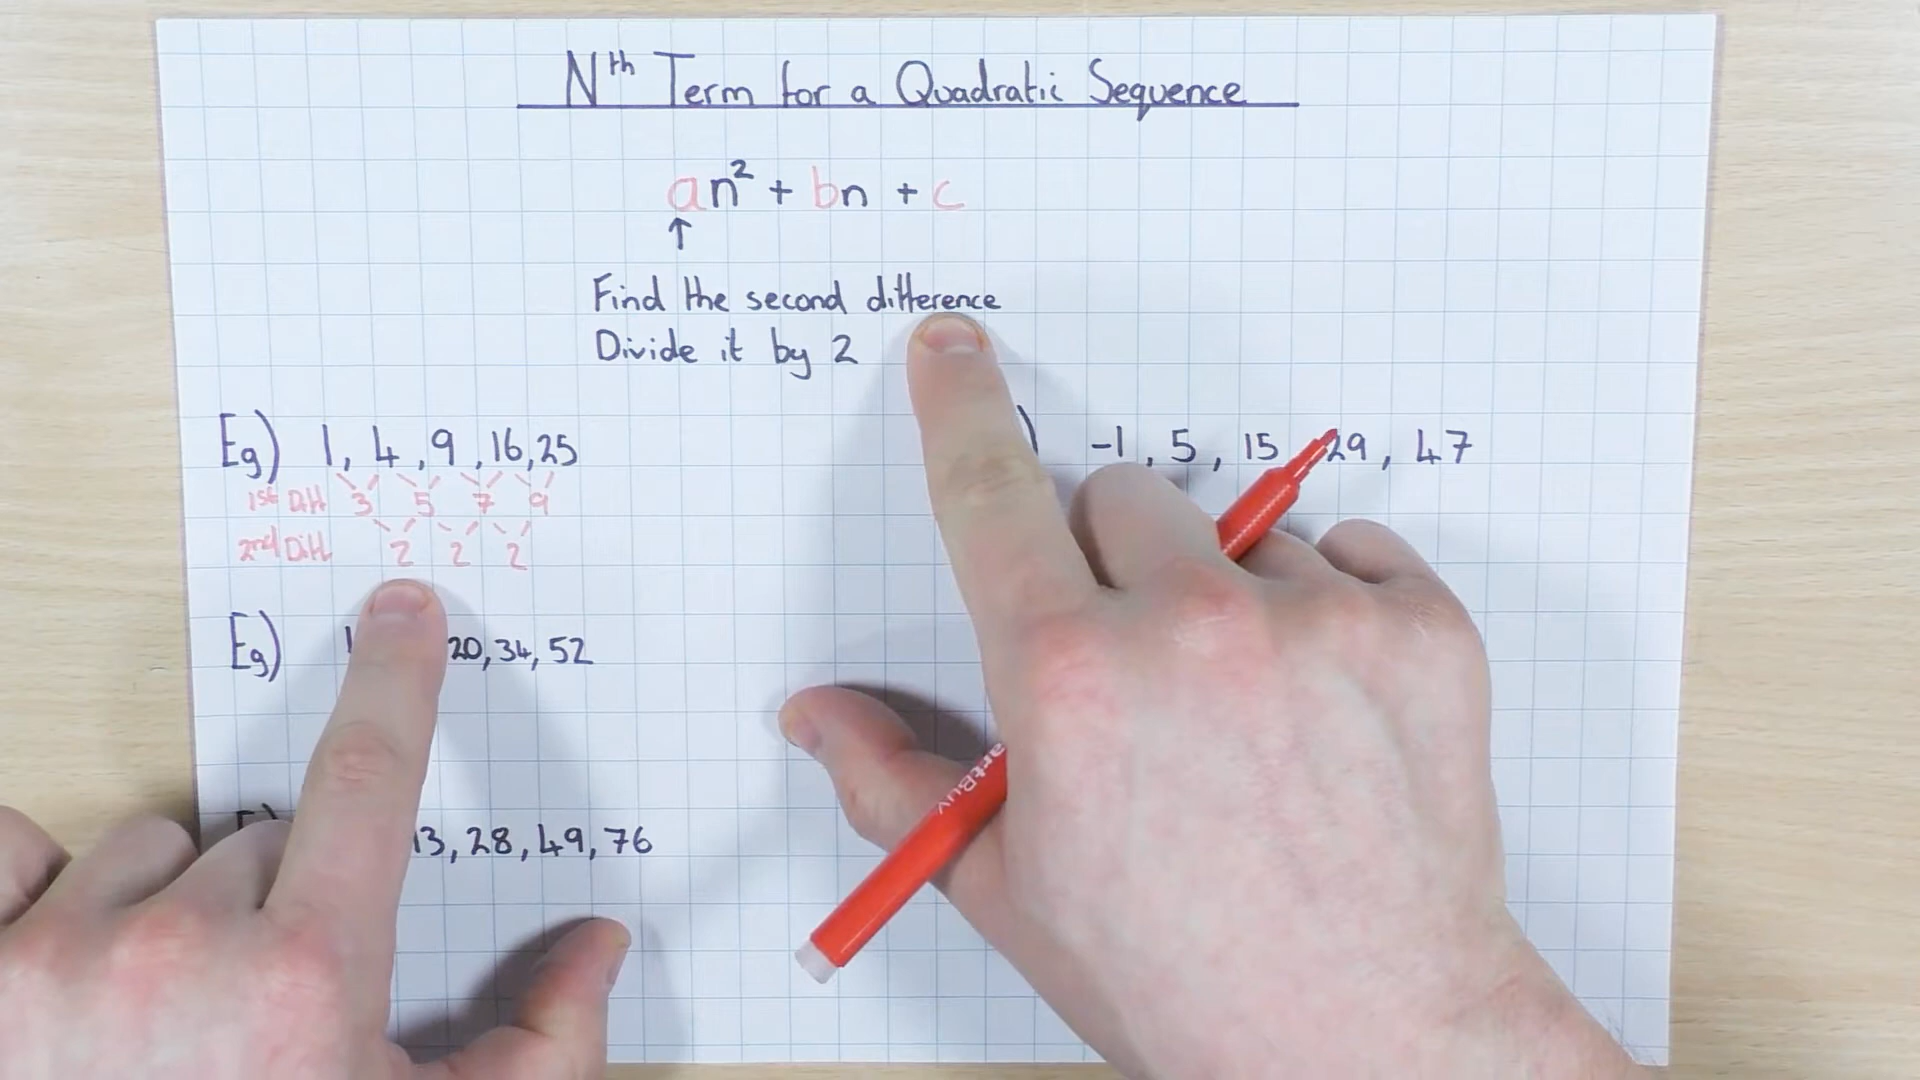 Nth Term for a Quadratic Sequence
an² + bn + c
↑
Find the second difference
Divide it by 2
Eg) 1, 4, 9, 16, 25
1st Diff 3 5 7 9
2nd Diff 2 2 2
) -1, 5, 15 29, 47
Eg) 20, 34, 52
13, 28, 49, 76
artBuy